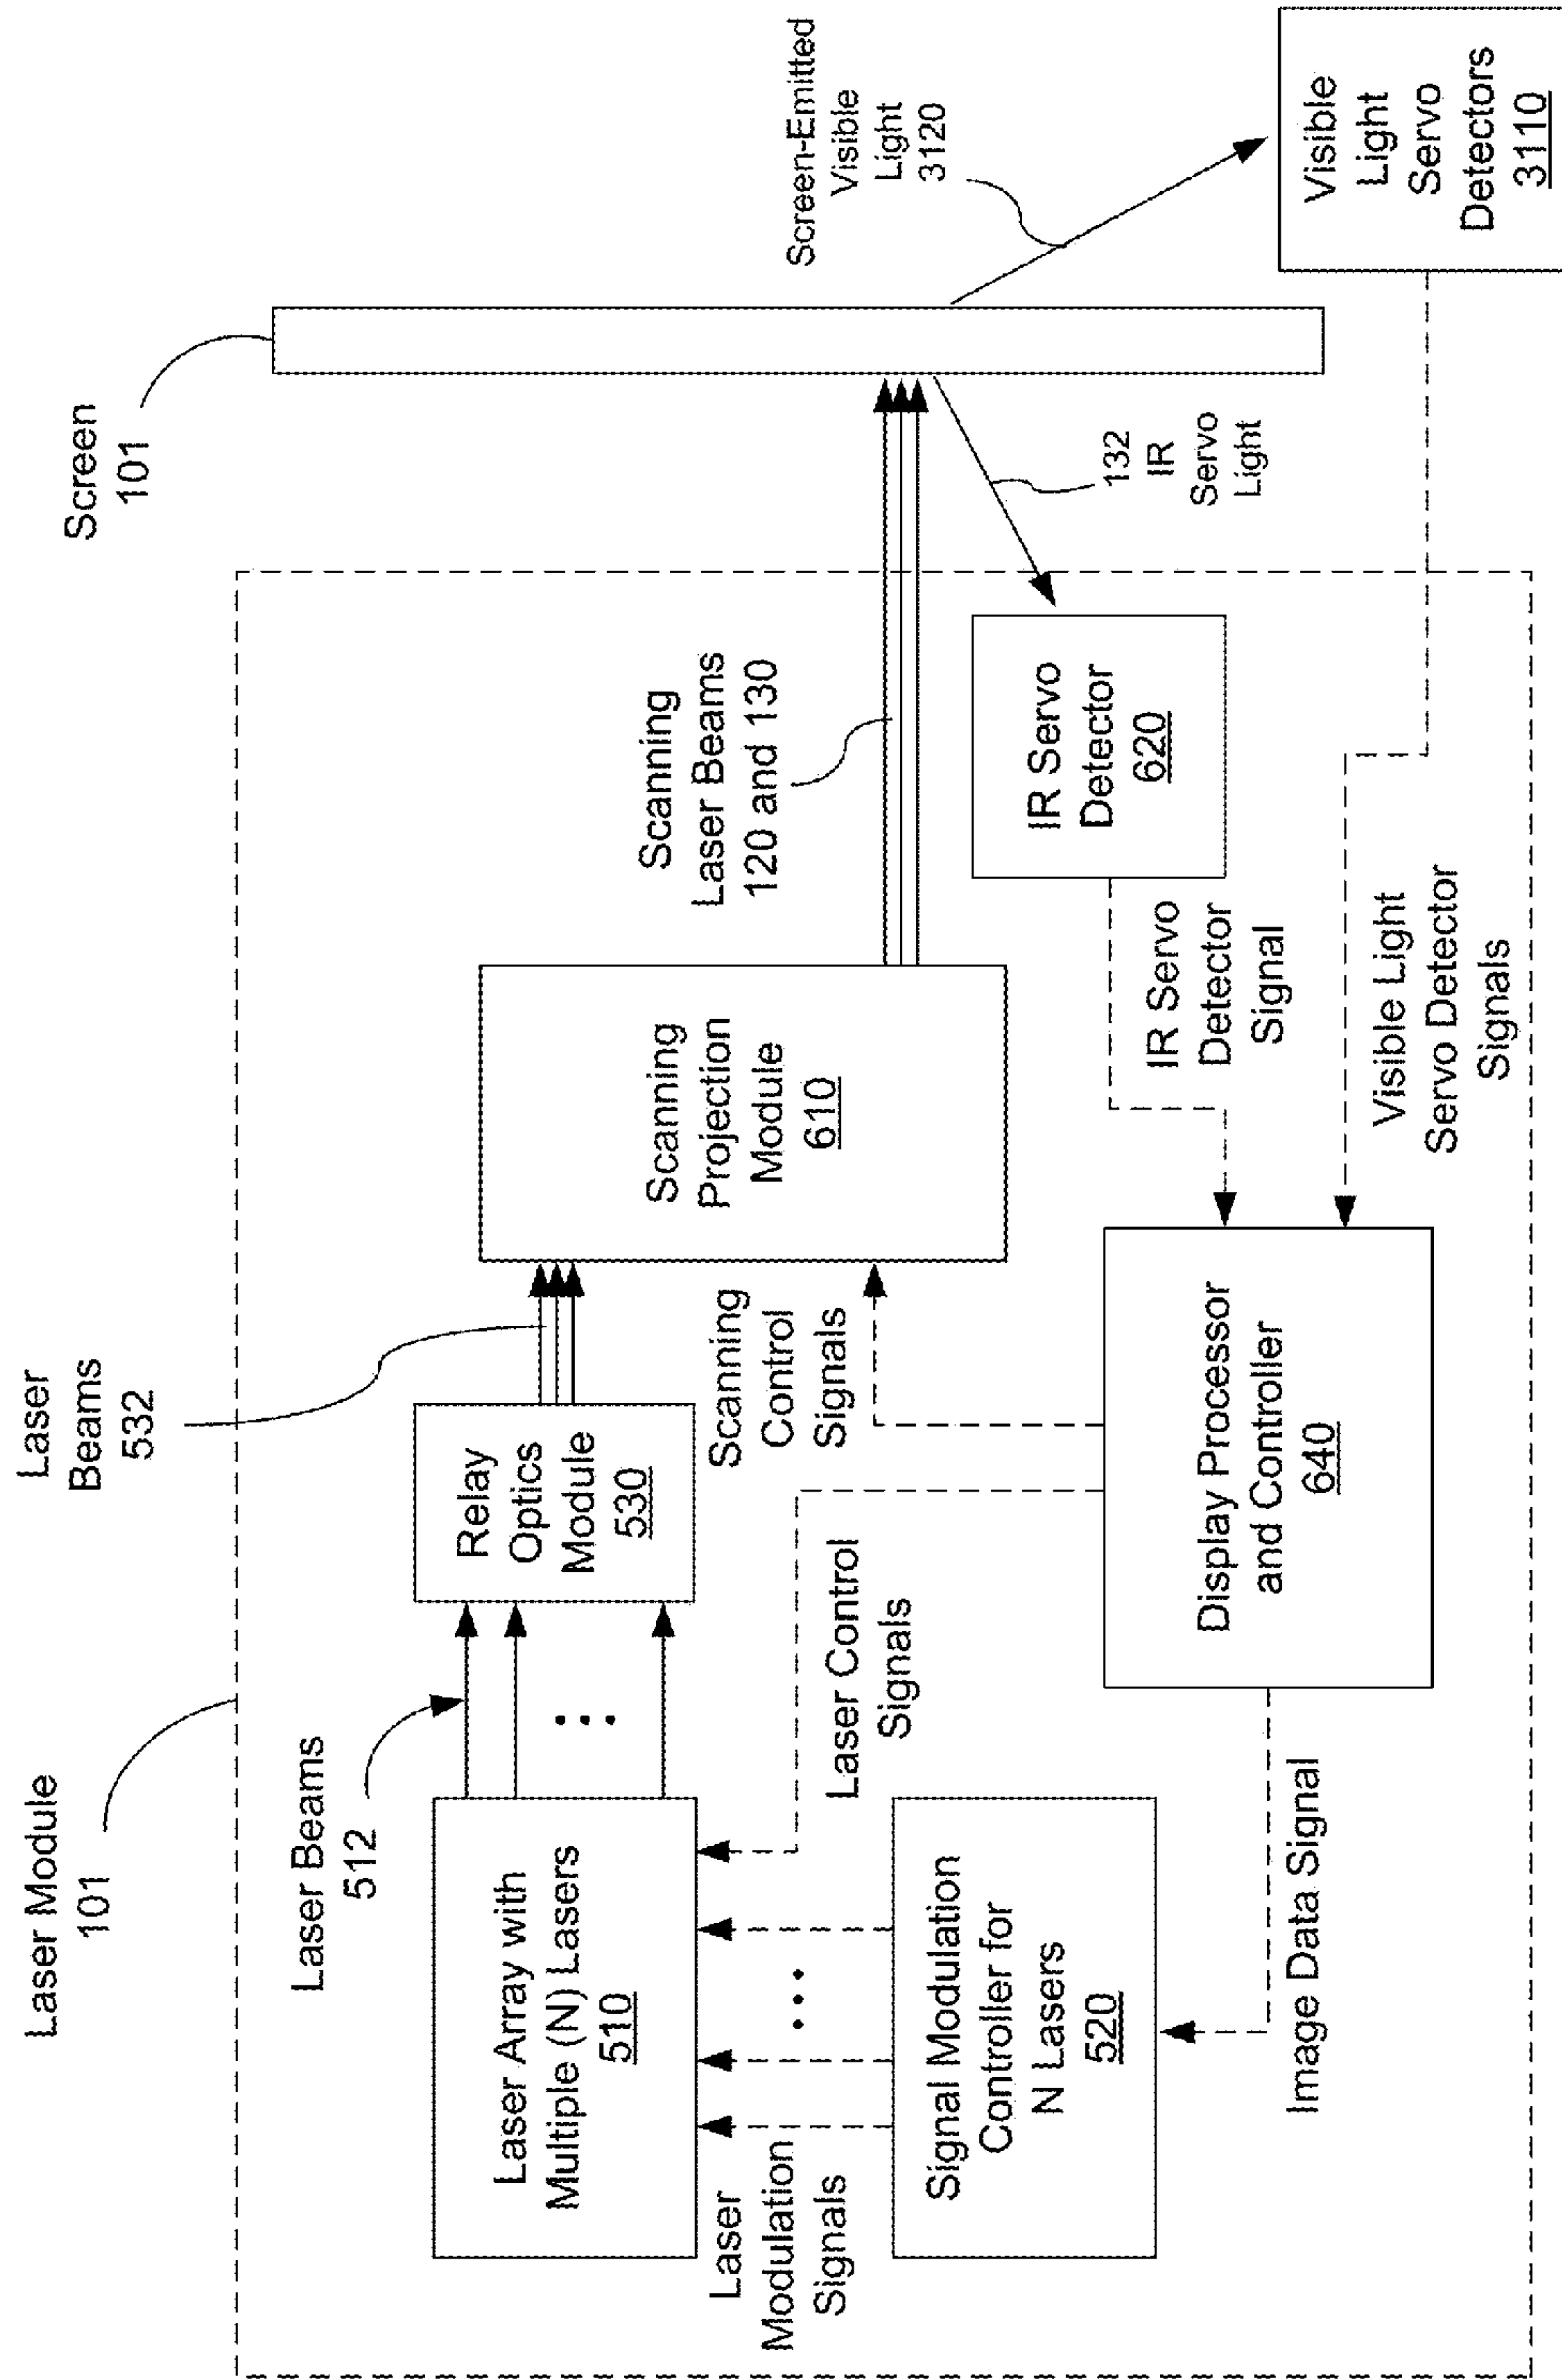 Laser Module
101
Laser
Beams
532
Screen
101
Laser Beams
512
Laser Array with
Multiple (N) Lasers
510
Relay
Optics
Module
530
Scanning
Projection
Module
610
Scanning
Laser Beams
120 and 130
Screen-Emitted
Visible
Light
3120
Laser
Modulation
Signals
Laser Control
Signals
Scanning
Control
Signals
132
IR
Servo
Light
IR Servo
Detector
620
IR Servo
Detector
Signal
Signal Modulation
Controller for
N Lasers
520
Display Processor
and Controller
640
Visible Light
Servo Detector
Signals
Image Data Signal
Visible
Light
Servo
Detectors
3110